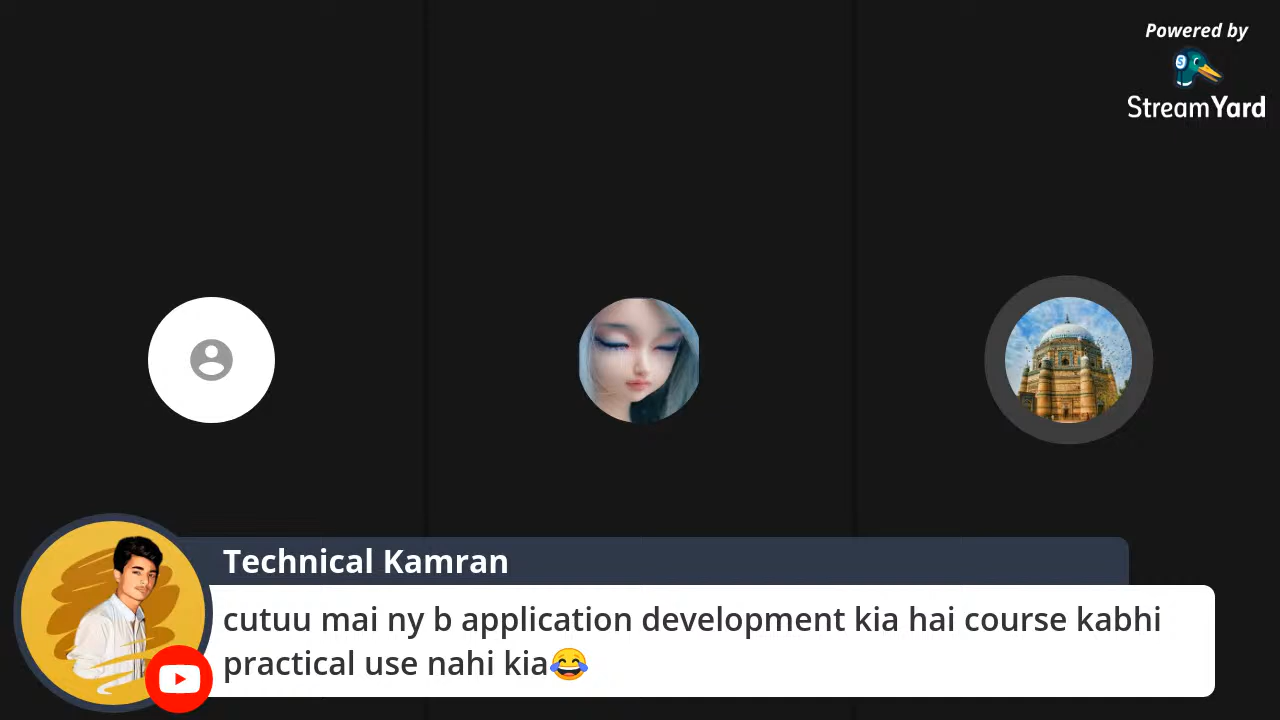 Powered by
StreamYard
Technical Kamran
cutuu mai ny b application development kia hai course kabhi
practical use nahi kia😂